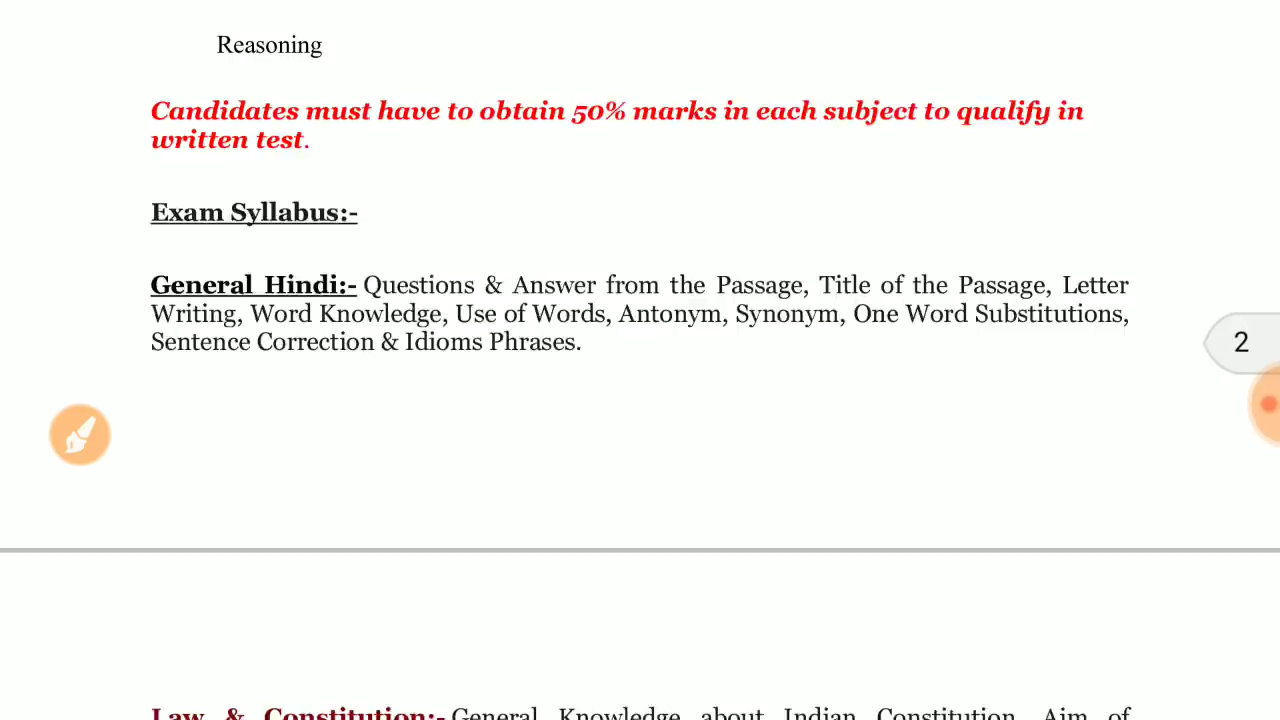 Reasoning
Candidates must have to obtain 50% marks in each subject to qualify in
written test.
Exam Syllabus:-
General Hindi:- Questions & Answer from the Passage, Title of the Passage, Letter
Writing, Word Knowledge, Use of Words, Antonym, Synonym, One Word Substitutions,
Sentence Correction & Idioms Phrases.
2
Law & Constitution:- General Knowledge about Indian Constitution, Aim of